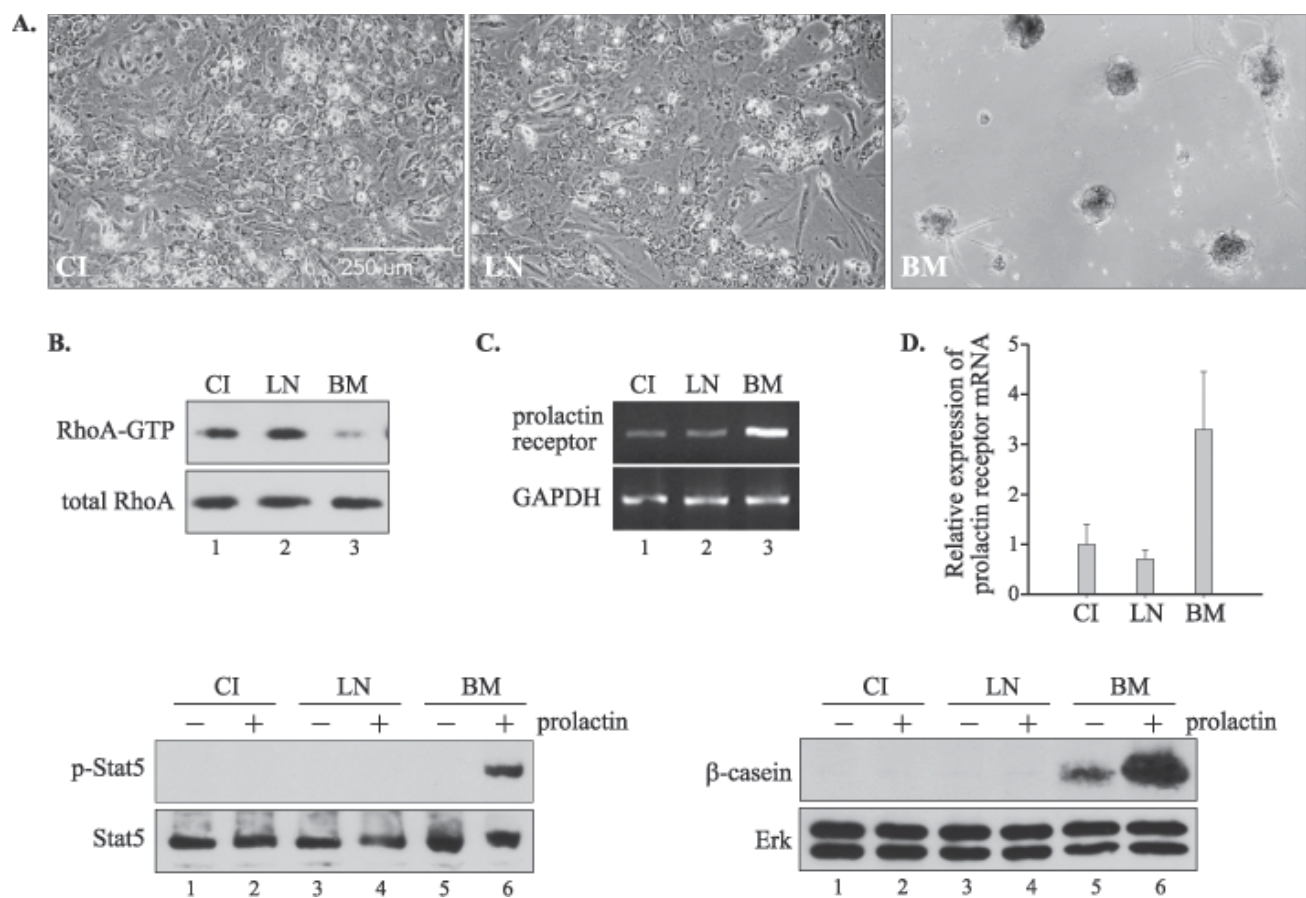 A.
CI
250 um
LN
BM
B.
CI LN BM
RhoA-GTP
total RhoA
1 2 3
C.
CI LN BM
prolactin
receptor
GAPDH
1 2 3
D.
Relative expression of
prolactin receptor mRNA
5
4
3
2
1
0
CI LN BM
CI LN BM
− + − + − + prolactin
p-Stat5
Stat5
1 2 3 4 5 6
CI LN BM
− + − + − + prolactin
β-casein
Erk
1 2 3 4 5 6